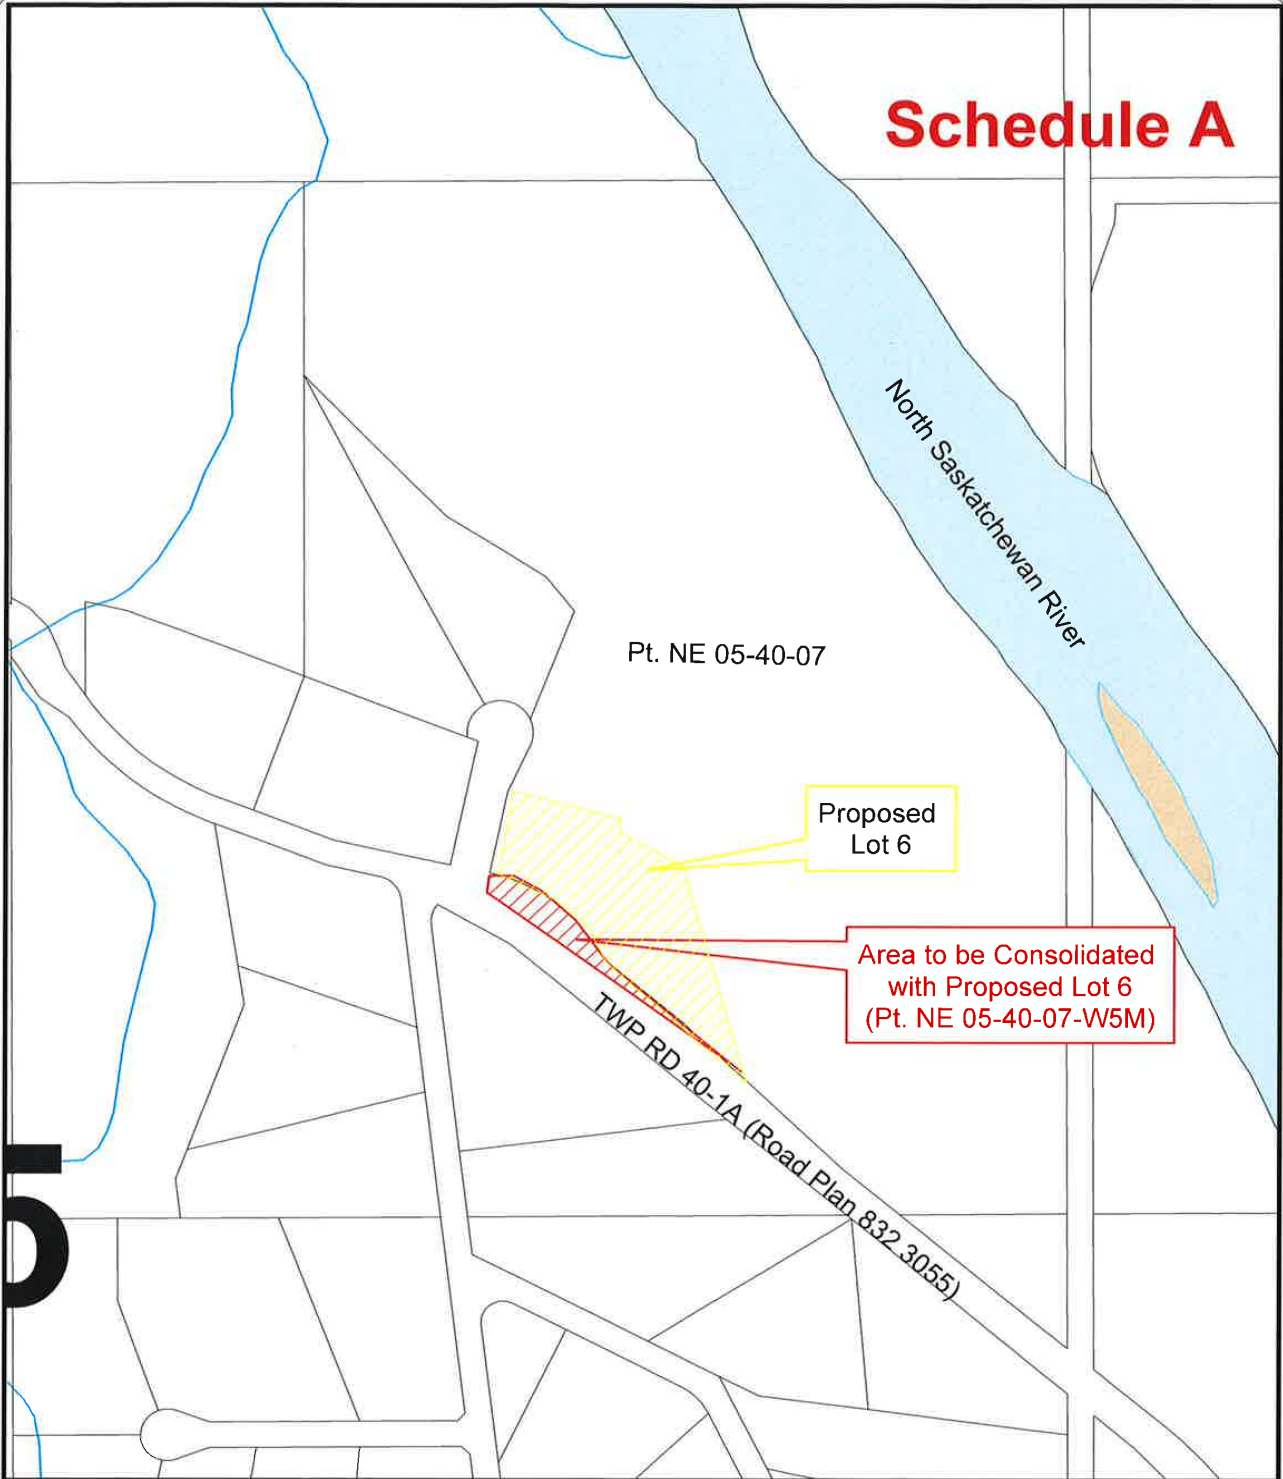 Schedule A
North Saskatchewan River
Pt. NE 05-40-07
Proposed
Lot 6
Area to be Consolidated
with Proposed Lot 6
(Pt. NE 05-40-07-W5M)
TWP RD 40-1A (Road Plan 832 3055)
5